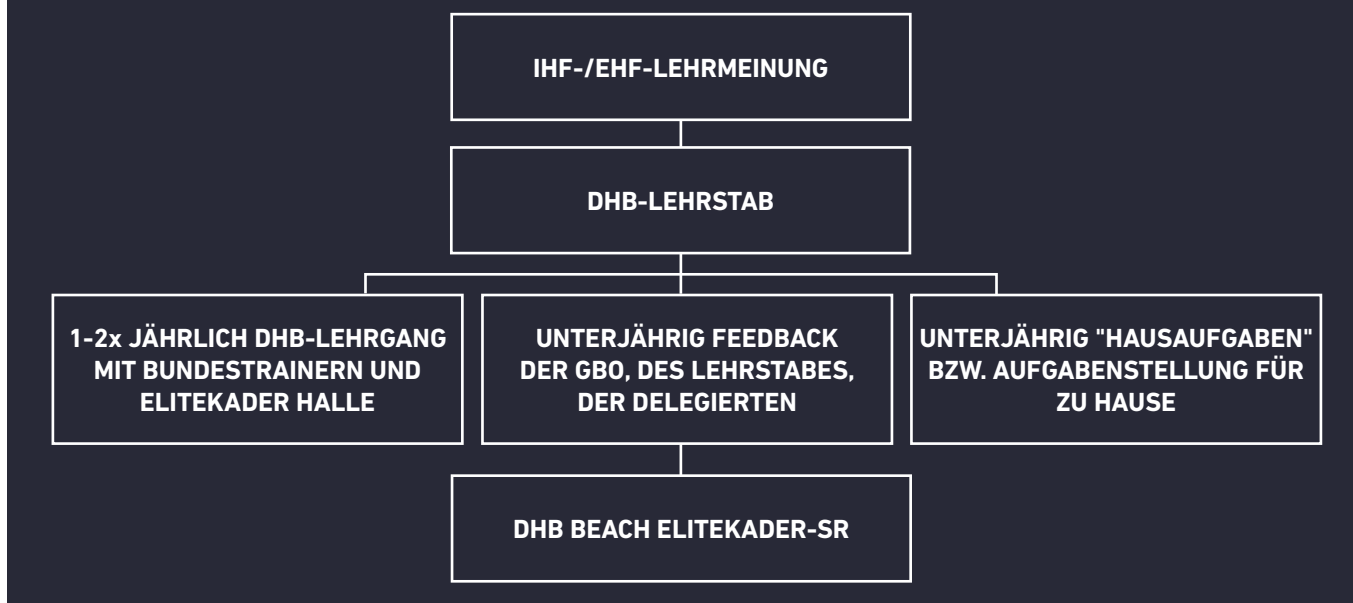 IHF-/EHF-LEHRMEINUNG
DHB-LEHRSTAB
1-2x JÄHRLICH DHB-LEHRGANG
MIT BUNDESTRAINERN UND
ELITEKADER HALLE
UNTERJÄHRIG FEEDBACK
DER GBO, DES LEHRSTABES,
DER DELEGIERTEN
UNTERJÄHRIG "HAUSAUFGABEN"
BZW. AUFGABENSTELLUNG FÜR
ZU HAUSE
DHB BEACH ELITEKADER-SR